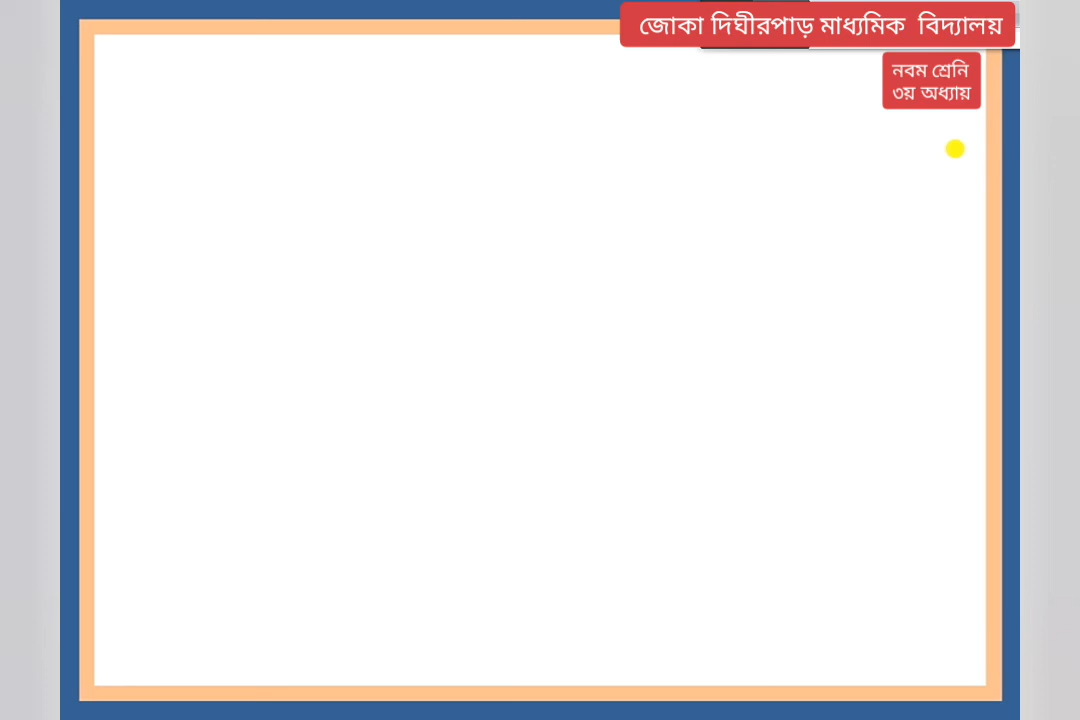 জোকা দিঘীরপাড় মাধ্যমিক বিদ্যালয়
নবম শ্রেনি
৩য় অধ্যায়